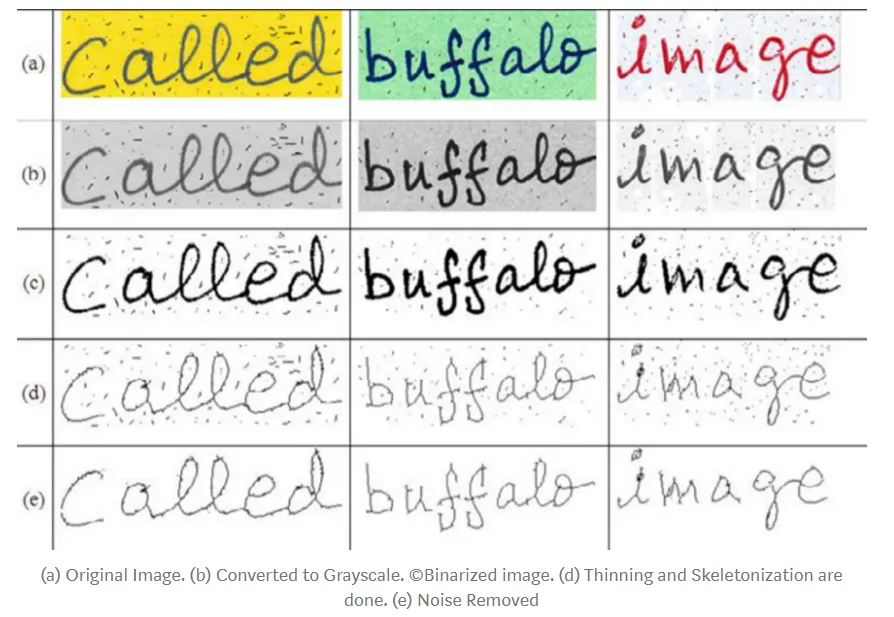 (a) Called buffalo image
(b) Called buffalo image
(c) Called buffalo image
(d) Called buffalo image
(e) Called buffalo image
(a) Original Image. (b) Converted to Grayscale. ©Binarized image. (d) Thinning and Skeletonization are
done. (e) Noise Removed